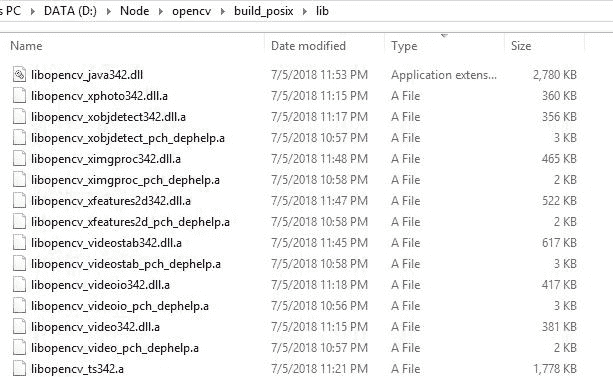 s PC > DATA (D:) > Node > opencv > build_posix > lib
Name Date modified Type Size
libopencv_java342.dll 7/5/2018 11:53 PM Application extens... 2,780 KB
libopencv_xphoto342.dll.a 7/5/2018 11:15 PM A File 360 KB
libopencv_xobjdetect342.dll.a 7/5/2018 11:17 PM A File 356 KB
libopencv_xobjdetect_pch_dephelp.a 7/5/2018 10:57 PM A File 3 KB
libopencv_ximgproc342.dll.a 7/5/2018 11:48 PM A File 465 KB
libopencv_ximgproc_pch_dephelp.a 7/5/2018 10:58 PM A File 2 KB
libopencv_xfeatures2d342.dll.a 7/5/2018 11:47 PM A File 522 KB
libopencv_xfeatures2d_pch_dephelp.a 7/5/2018 10:58 PM A File 2 KB
libopencv_videostab342.dll.a 7/5/2018 11:45 PM A File 617 KB
libopencv_videostab_pch_dephelp.a 7/5/2018 10:58 PM A File 3 KB
libopencv_videoio342.dll.a 7/5/2018 11:18 PM A File 417 KB
libopencv_videoio_pch_dephelp.a 7/5/2018 10:56 PM A File 3 KB
libopencv_video342.dll.a 7/5/2018 11:15 PM A File 381 KB
libopencv_video_pch_dephelp.a 7/5/2018 10:57 PM A File 2 KB
libopencv_ts342.a 7/5/2018 11:21 PM A File 1,778 KB